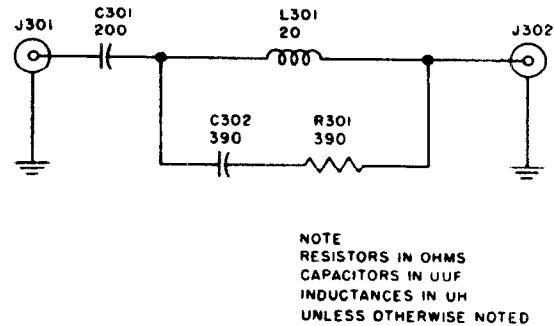 J301
C301
200
L301
20
J302
C302
390
R301
390
NOTE
RESISTORS IN OHMS
CAPACITORS IN UUF
INDUCTANCES IN UH
UNLESS OTHERWISE NOTED